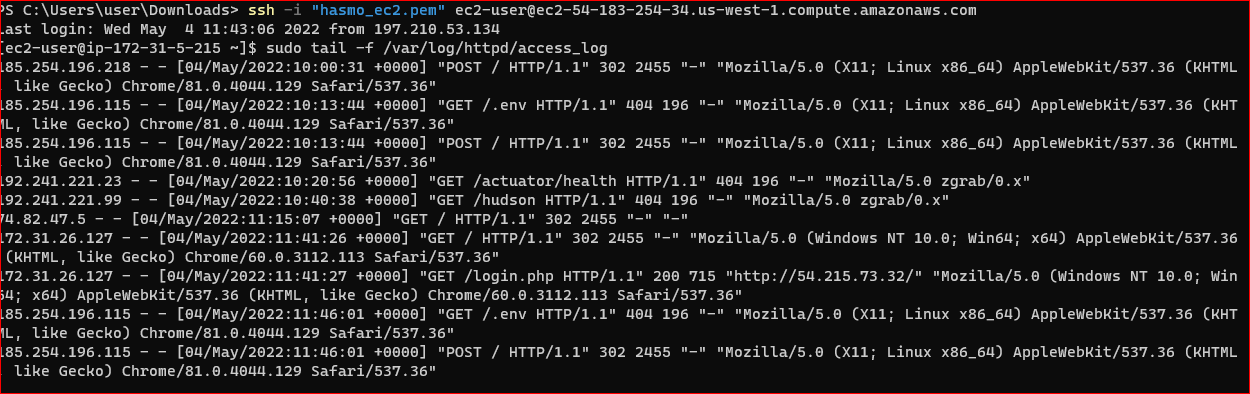 PS C:\Users\user\Downloads> ssh -i "hasmo_ec2.pem" ec2-user@ec2-54-183-254-34.us-west-1.compute.amazonaws.com
Last login: Wed May  4 11:43:06 2022 from 197.210.53.134
[ec2-user@ip-172-31-5-215 ~]$ sudo tail -f /var/log/httpd/access_log
185.254.196.218 - - [04/May/2022:10:00:31 +0000] "POST / HTTP/1.1" 302 2455 "-" "Mozilla/5.0 (X11; Linux x86_64) AppleWebKit/537.36 (KHTML
 like Gecko) Chrome/81.0.4044.129 Safari/537.36"
185.254.196.115 - - [04/May/2022:10:13:44 +0000] "GET /.env HTTP/1.1" 404 196 "-" "Mozilla/5.0 (X11; Linux x86_64) AppleWebKit/537.36 (KHT
ML, like Gecko) Chrome/81.0.4044.129 Safari/537.36"
185.254.196.115 - - [04/May/2022:10:13:44 +0000] "POST / HTTP/1.1" 302 2455 "-" "Mozilla/5.0 (X11; Linux x86_64) AppleWebKit/537.36 (KHTML
 like Gecko) Chrome/81.0.4044.129 Safari/537.36"
192.241.221.23 - - [04/May/2022:10:20:56 +0000] "GET /actuator/health HTTP/1.1" 404 196 "-" "Mozilla/5.0 zgrab/0.x"
192.241.221.99 - - [04/May/2022:10:40:38 +0000] "GET /hudson HTTP/1.1" 404 196 "-" "Mozilla/5.0 zgrab/0.x"
74.82.47.5 - - [04/May/2022:11:15:07 +0000] "GET / HTTP/1.1" 302 2455 "-" "-"
172.31.26.127 - - [04/May/2022:11:41:26 +0000] "GET / HTTP/1.1" 302 2455 "-" "Mozilla/5.0 (Windows NT 10.0; Win64; x64) AppleWebKit/537.36
 (KHTML, like Gecko) Chrome/60.0.3112.113 Safari/537.36"
172.31.26.127 - - [04/May/2022:11:41:27 +0000] "GET /login.php HTTP/1.1" 200 715 "http://54.215.73.32/" "Mozilla/5.0 (Windows NT 10.0; Win
64; x64) AppleWebKit/537.36 (KHTML, like Gecko) Chrome/60.0.3112.113 Safari/537.36"
185.254.196.115 - - [04/May/2022:11:46:01 +0000] "GET /.env HTTP/1.1" 404 196 "-" "Mozilla/5.0 (X11; Linux x86_64) AppleWebKit/537.36 (KHT
ML, like Gecko) Chrome/81.0.4044.129 Safari/537.36"
185.254.196.115 - - [04/May/2022:11:46:01 +0000] "POST / HTTP/1.1" 302 2455 "-" "Mozilla/5.0 (X11; Linux x86_64) AppleWebKit/537.36 (KHTML
 like Gecko) Chrome/81.0.4044.129 Safari/537.36"